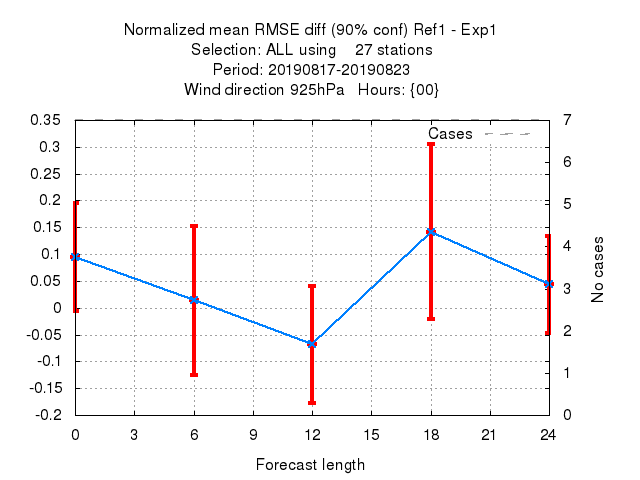 Normalized mean RMSE diff (90% conf) Ref1 - Exp1
Selection: ALL using 27 stations
Period: 20190817-20190823
Wind direction 925hPa Hours: {00}
Cases
0.35
0.3
0.25
0.2
0.15
0.1
0.05
0
-0.05
-0.1
-0.15
-0.2
7
6
5
4
3
2
1
0
No cases
0 3 6 9 12 15 18 21 24
Forecast length